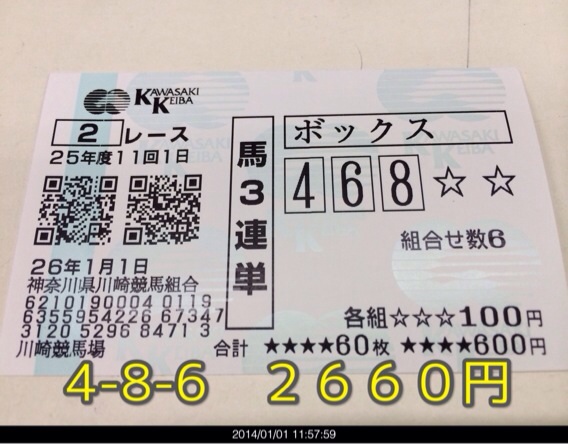 KAWASAKI KEIBA
2 レース
25年度11回1日
26年1月1日
神奈川県川崎競馬組合
6210190004 0119
6355954226 67347
3120 5296 8471 3
川崎競馬場
馬3連単
ボックス
4 6 8 ☆ ☆
組合せ数6
各組☆☆☆100円
合計 ★★★★60枚 ★★★★600円
4-8-6 2660円
2014/01/01 11:57:59